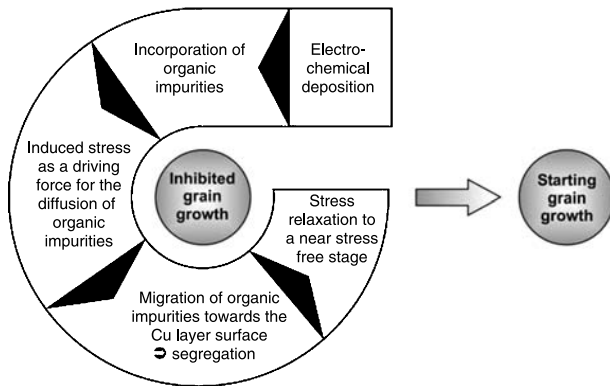 Electro-
chemical
deposition
Incorporation of
organic
impurities
Induced stress
as a driving
force for the
diffusion of
organic
impurities
Migration of organic
impurities towards the
Cu layer surface
➲ segregation
Stress
relaxation to
a near stress
free stage
Inhibited
grain
growth
Starting
grain
growth